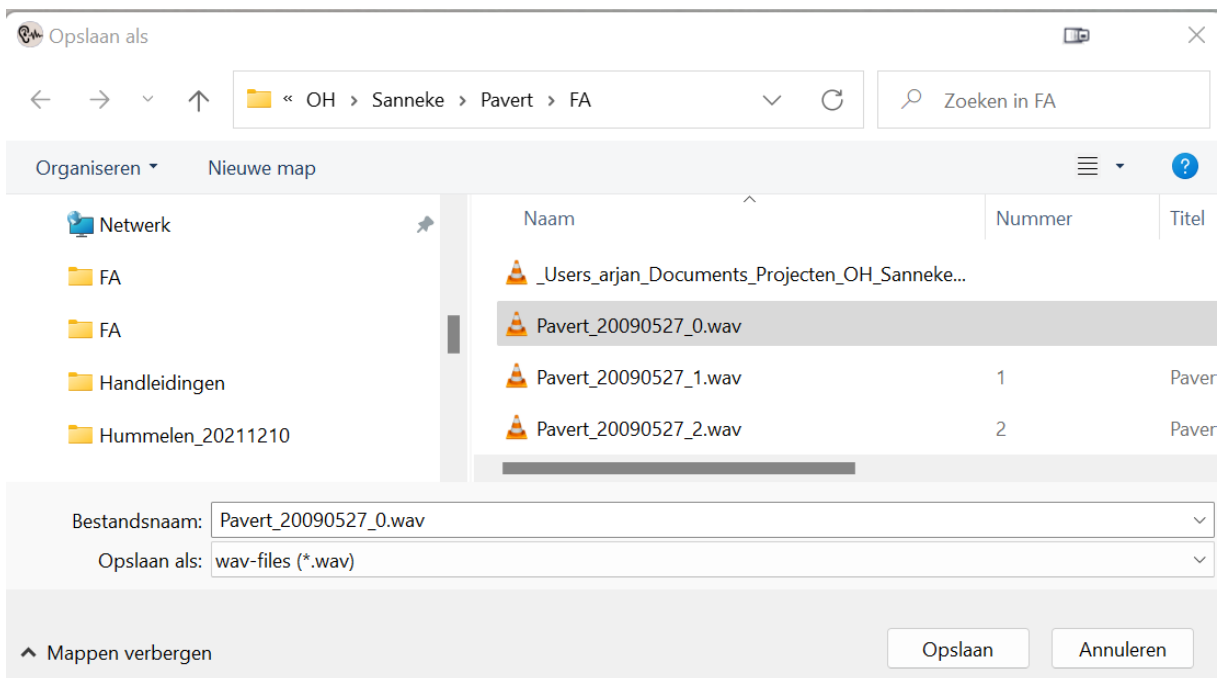 Opslaan als
« OH > Sanneke > Pavert > FA
Zoeken in FA
Organiseren
Nieuwe map
Netwerk
FA
FA
Handleidingen
Hummelen_20211210
Naam Nummer Titel
_Users_arjan_Documents_Projecten_OH_Sanneke...
Pavert_20090527_0.wav
Pavert_20090527_1.wav 1 Paver
Pavert_20090527_2.wav 2 Paver
Bestandsnaam: Pavert_20090527_0.wav
Opslaan als: wav-files (*.wav)
Mappen verbergen
Opslaan
Annuleren